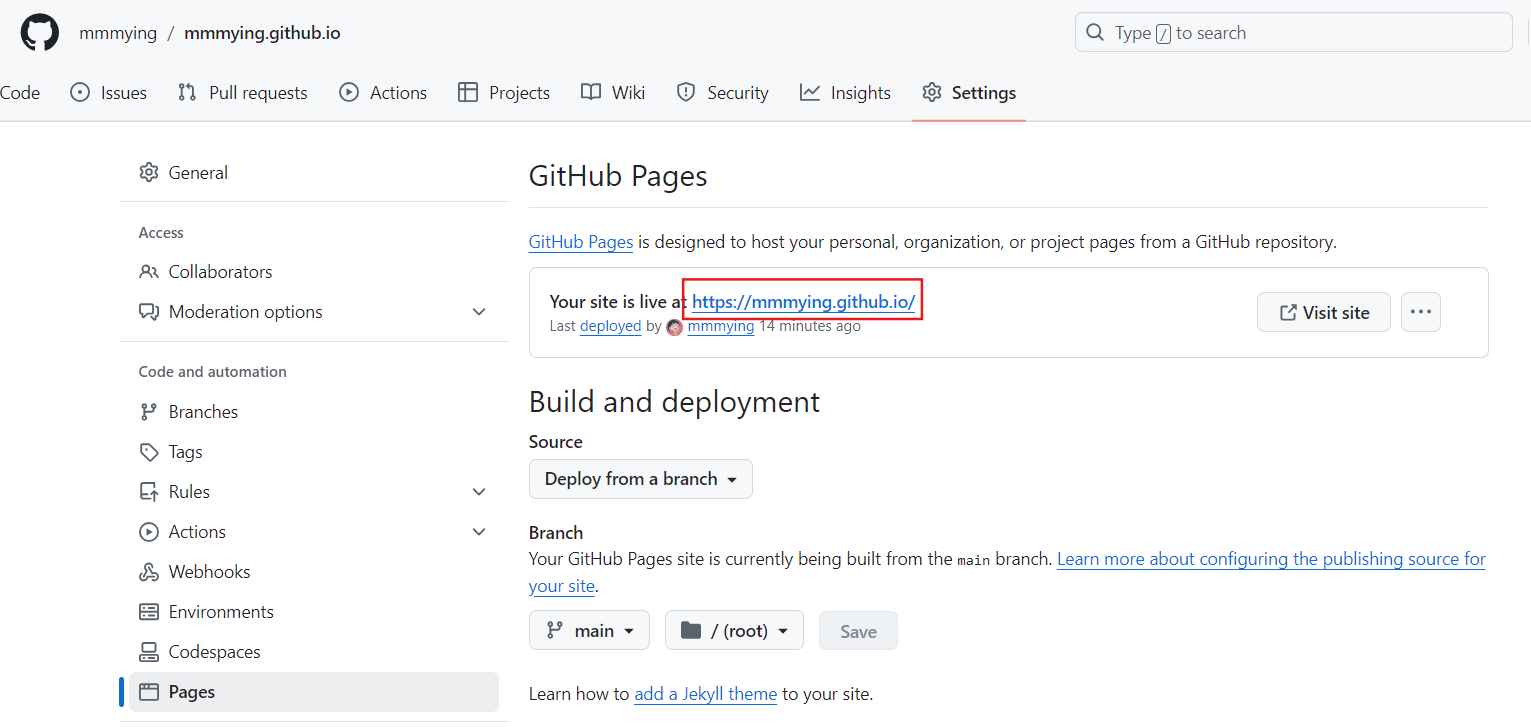 mmmying / mmmying.github.io
Type / to search
Code Issues Pull requests Actions Projects Wiki Security Insights Settings
General
Access
Collaborators
Moderation options
Code and automation
Branches
Tags
Rules
Actions
Webhooks
Environments
Codespaces
Pages
GitHub Pages
GitHub Pages is designed to host your personal, organization, or project pages from a GitHub repository.
Your site is live at https://mmmying.github.io/
Last deployed by mmmying 14 minutes ago
Visit site
Build and deployment
Source
Deploy from a branch
Branch
Your GitHub Pages site is currently being built from the main branch. Learn more about configuring the publishing source for
your site.
main / (root) Save
Learn how to add a Jekyll theme to your site.